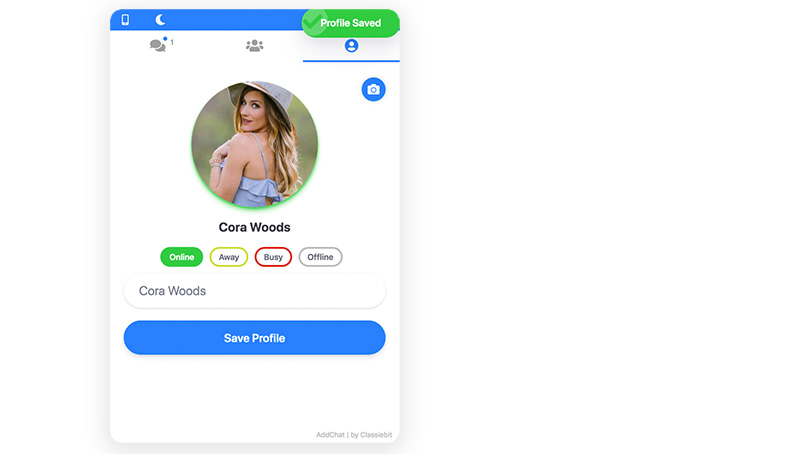 Profile Saved
1
Cora Woods
Online Away Busy Offline
Cora Woods
Save Profile
AddChat | by Classiebit